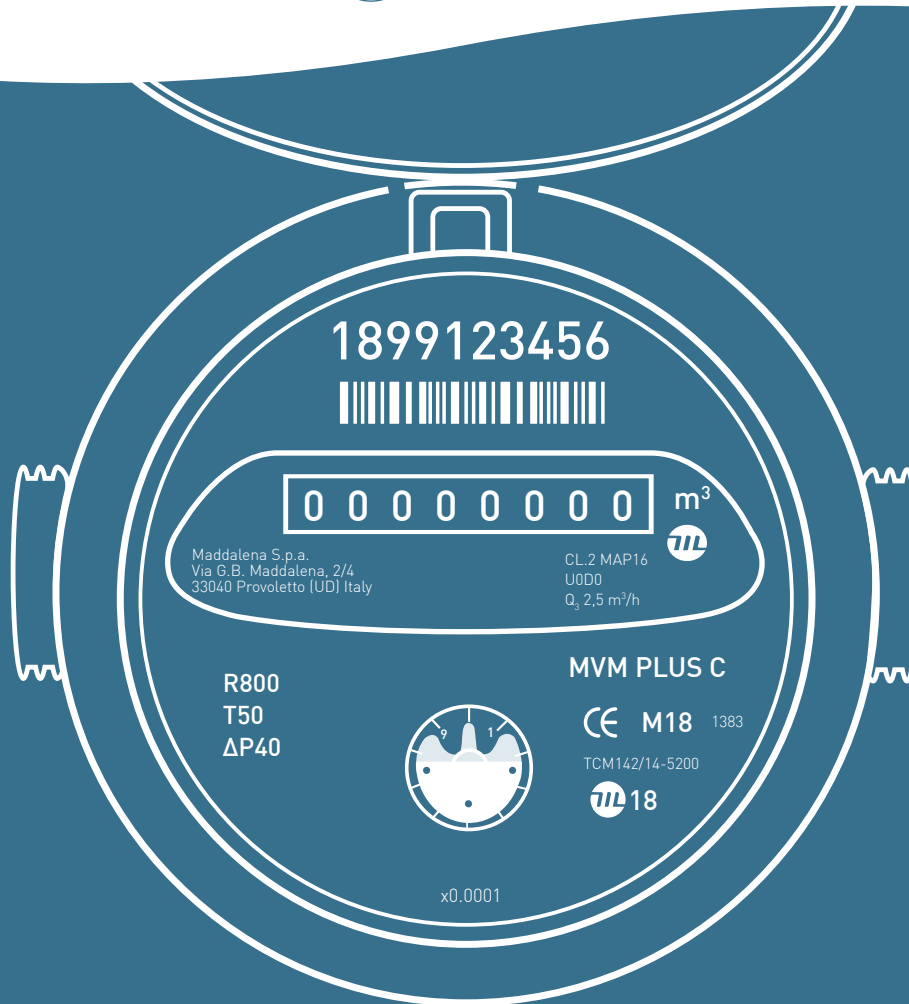 1899123456
0 0 0 0 0 0 0 0 m³
Maddalena S.p.a.
Via G.B. Maddalena, 2/4
33040 Provoletto (UD) Italy
CL.2 MAP16
U0D0
Q₃ 2,5 m³/h
R800
T50
ΔP40
MVM PLUS C
CE M18 1383
TCM142/14-5200
18
9 1
x0.0001